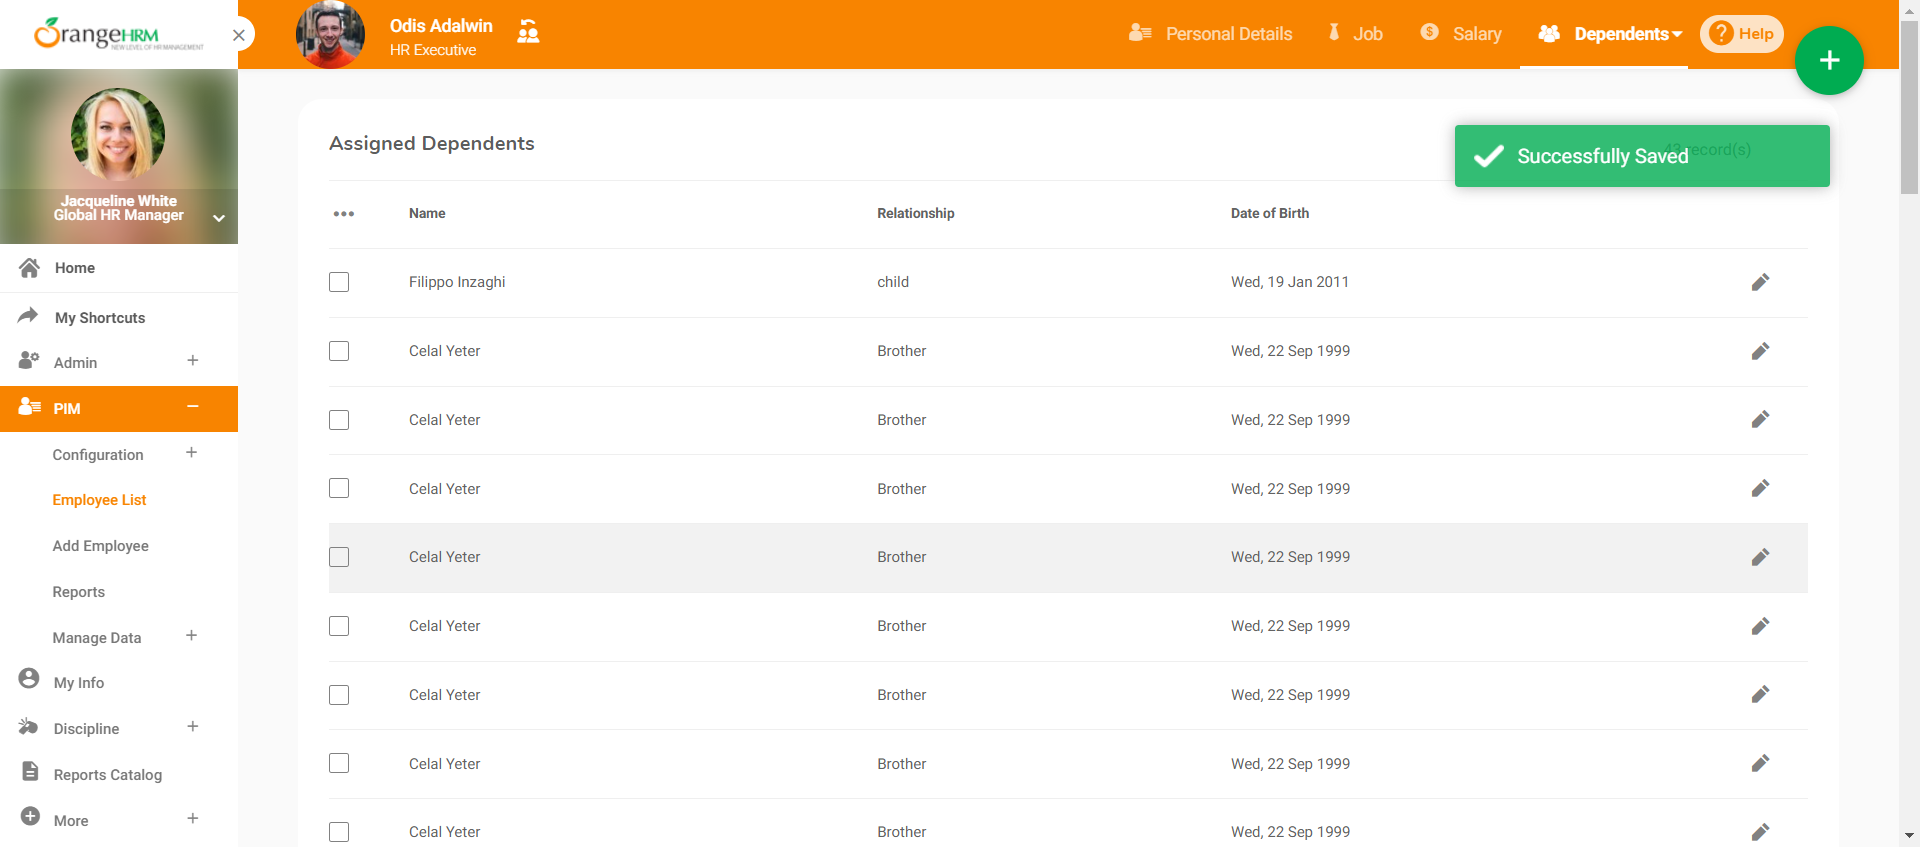 OrangeHRM
NEW LEVEL OF HR MANAGEMENT
Odis Adalwin
HR Executive
Personal Details
Job
Salary
Dependents
Help
Jacqueline White
Global HR Manager
Home
My Shortcuts
Admin
PIM
Configuration
Employee List
Add Employee
Reports
Manage Data
My Info
Discipline
Reports Catalog
More
Assigned Dependents
43 record(s)
Successfully Saved
Name Relationship Date of Birth
Filippo Inzaghi child Wed, 19 Jan 2011
Celal Yeter Brother Wed, 22 Sep 1999
Celal Yeter Brother Wed, 22 Sep 1999
Celal Yeter Brother Wed, 22 Sep 1999
Celal Yeter Brother Wed, 22 Sep 1999
Celal Yeter Brother Wed, 22 Sep 1999
Celal Yeter Brother Wed, 22 Sep 1999
Celal Yeter Brother Wed, 22 Sep 1999
Celal Yeter Brother Wed, 22 Sep 1999